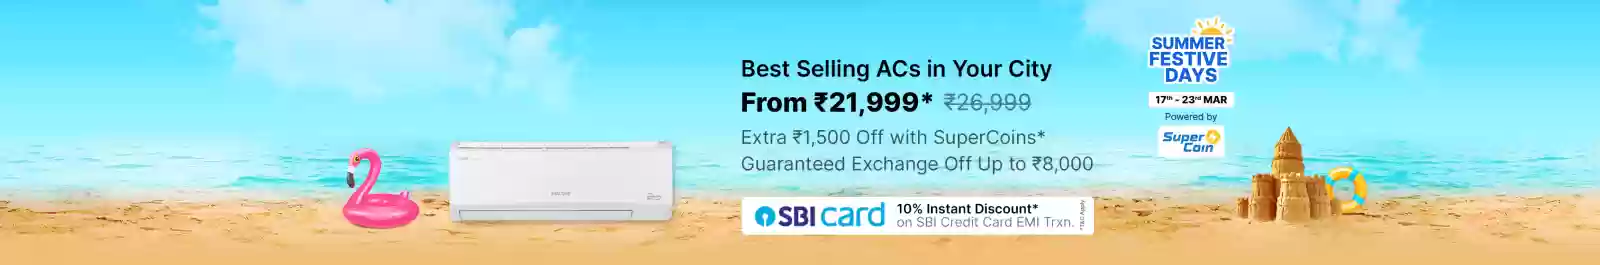 Best Selling ACs in Your City
From ₹21,999* ₹26,999
Extra ₹1,500 Off with SuperCoins*
Guaranteed Exchange Off Up to ₹8,000
SBI card
10% Instant Discount*
on SBI Credit Card EMI Trxn.
*T&C Apply
SUMMER
FESTIVE
DAYS
17th - 23rd MAR
Powered by
Super
Coin